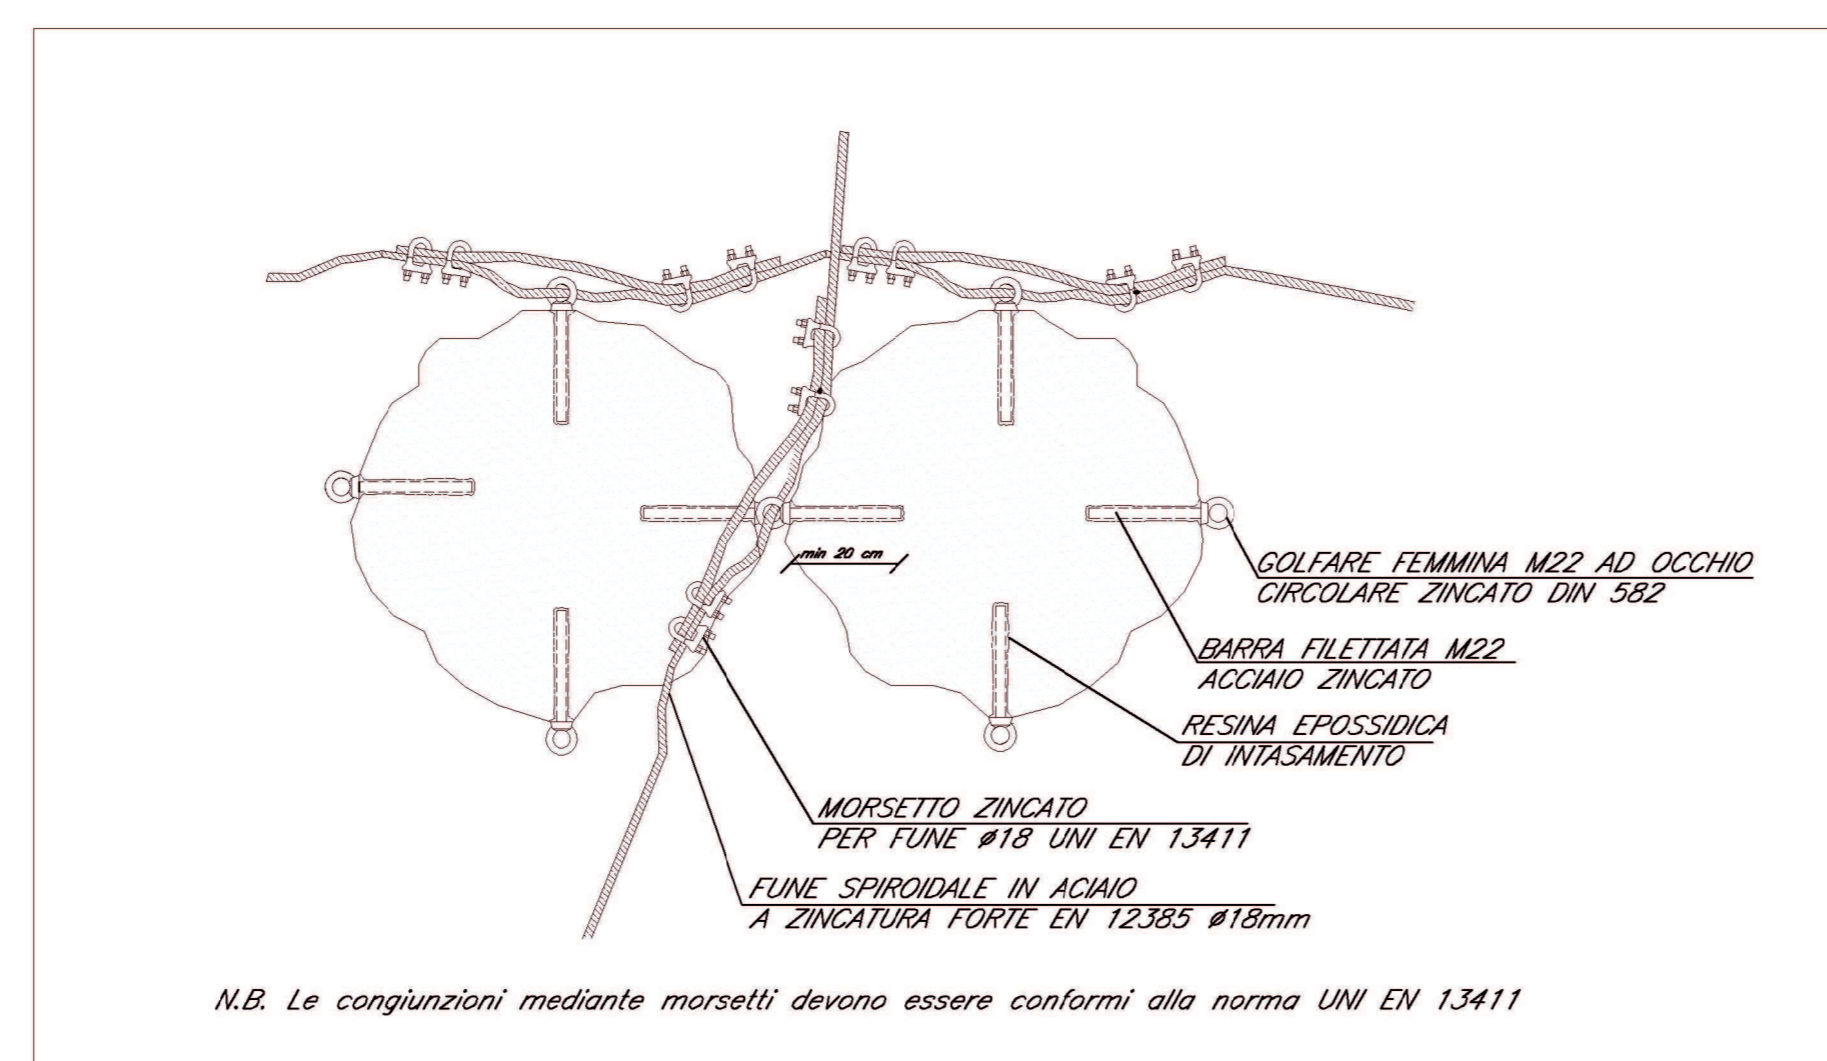 min 20 cm
GOLFARE FEMMINA M22 AD OCCHIO
CIRCOLARE ZINCATO DIN 582
BARRA FILETTATA M22
ACCIAIO ZINCATO
RESINA EPOSSIDICA
DI INTASAMENTO
MORSETTO ZINCATO
PER FUNE ø18 UNI EN 13411
FUNE SPIROIDALE IN ACIAIO
A ZINCATURA FORTE EN 12385 ø18mm
N.B. Le congiunzioni mediante morsetti devono essere conformi alla norma UNI EN 13411